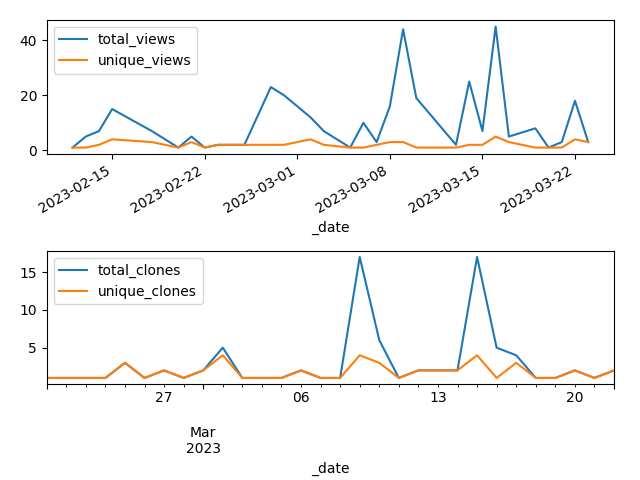 total_views
unique_views
40
20
0
2023-02-15
2023-02-22
2023-03-01
2023-03-08
2023-03-15
2023-03-22
_date
total_clones
unique_clones
15
10
5
27
06
13
20
Mar
2023
_date